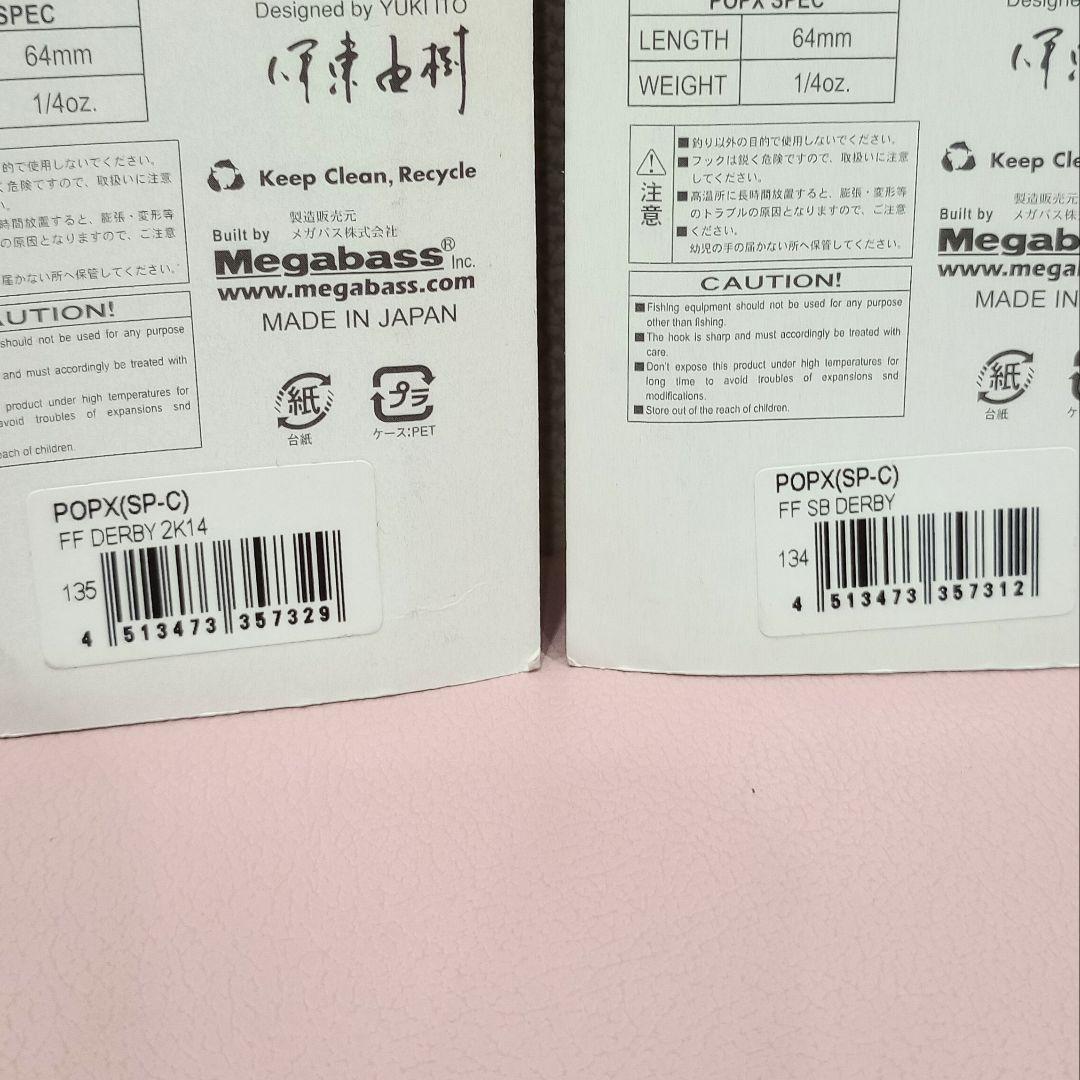 SPEC
64mm
1/4oz.
Designed by YUKI ITO
伊東由樹
的で使用しないでください。
く危険ですので、取扱いに注意
い。
時間放置すると、膨張・変形等
の原因となりますので、ご注意
届かない所へ保管してください。
AUTION!
should not be used for any purpose
and must accordingly be treated with
product under high temperatures for
avoid troubles of expansions snd
each of children.
Keep Clean, Recycle
製造販売元
Built by メガバス株式会社
Megabass® Inc.
www.megabass.com
MADE IN JAPAN
紙
台紙
プラ
ケース:PET
POPX(SP-C)
FF DERBY 2K14
135
4 513473 357329
POPX SPEC
LENGTH 64mm
WEIGHT 1/4oz.
注意
■釣り以外の目的で使用しないでください。
■フックは鋭く危険ですので、取扱いに注意
してください。
■高温所に長時間放置すると、膨張・変形等
のトラブルの原因となりますので、ご注意
■ください。
幼児の手の届かない所へ保管してください。
CAUTION!
■Fishing equipment should not be used for any purpose
other than fishing.
■The hook is sharp and must accordingly be treated with
care.
■Don't expose this product under high temperatures for
long time to avoid troubles of expansions snd
modifications.
■Store out of the reach of children.
Designe
伊
Keep Cle
製造販売元
Built by メガバス株式
Megab
www.mega
MADE IN
紙
台紙
POPX(SP-C)
FF SB DERBY
134
4 513473 357312